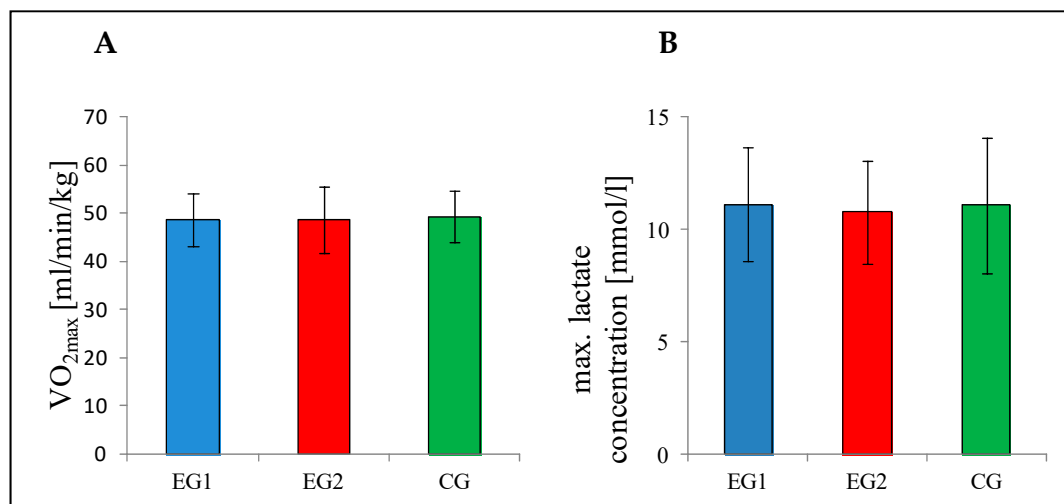 A
VO2max [ml/min/kg]
70
60
50
40
30
20
10
0
EG1 EG2 CG
B
max. lactate
concentration [mmol/l]
15
10
5
0
EG1 EG2 CG